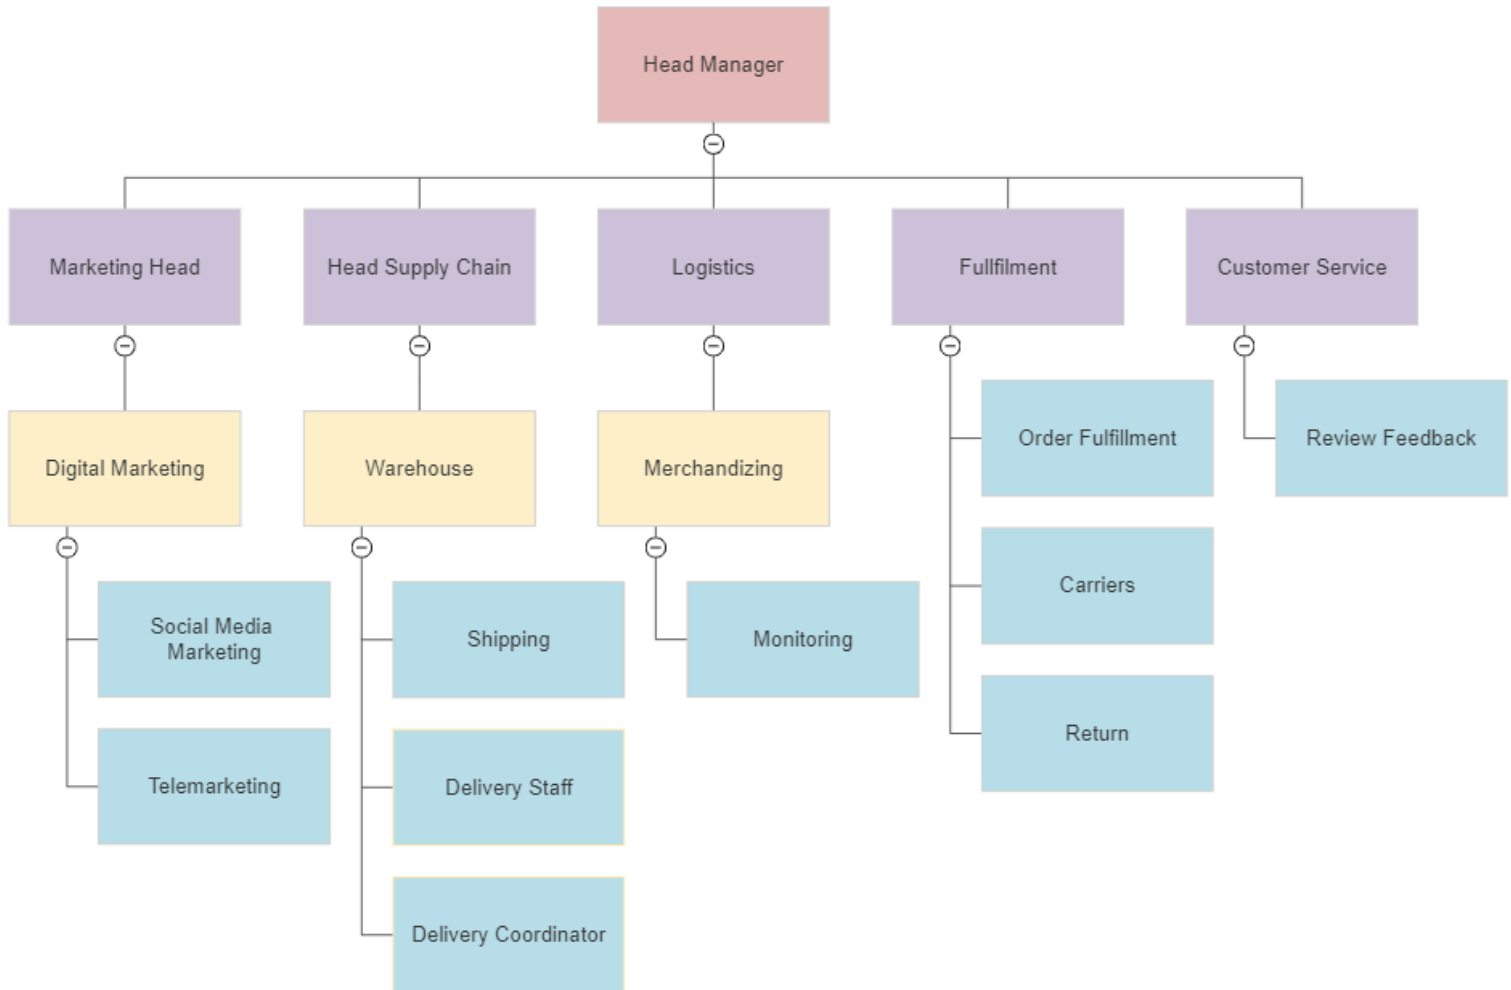 Head Manager
Marketing Head
Head Supply Chain
Logistics
Fullfilment
Customer Service
Digital Marketing
Warehouse
Merchandizing
Order Fulfillment
Review Feedback
Carriers
Return
Social Media
Marketing
Telemarketing
Shipping
Delivery Staff
Delivery Coordinator
Monitoring